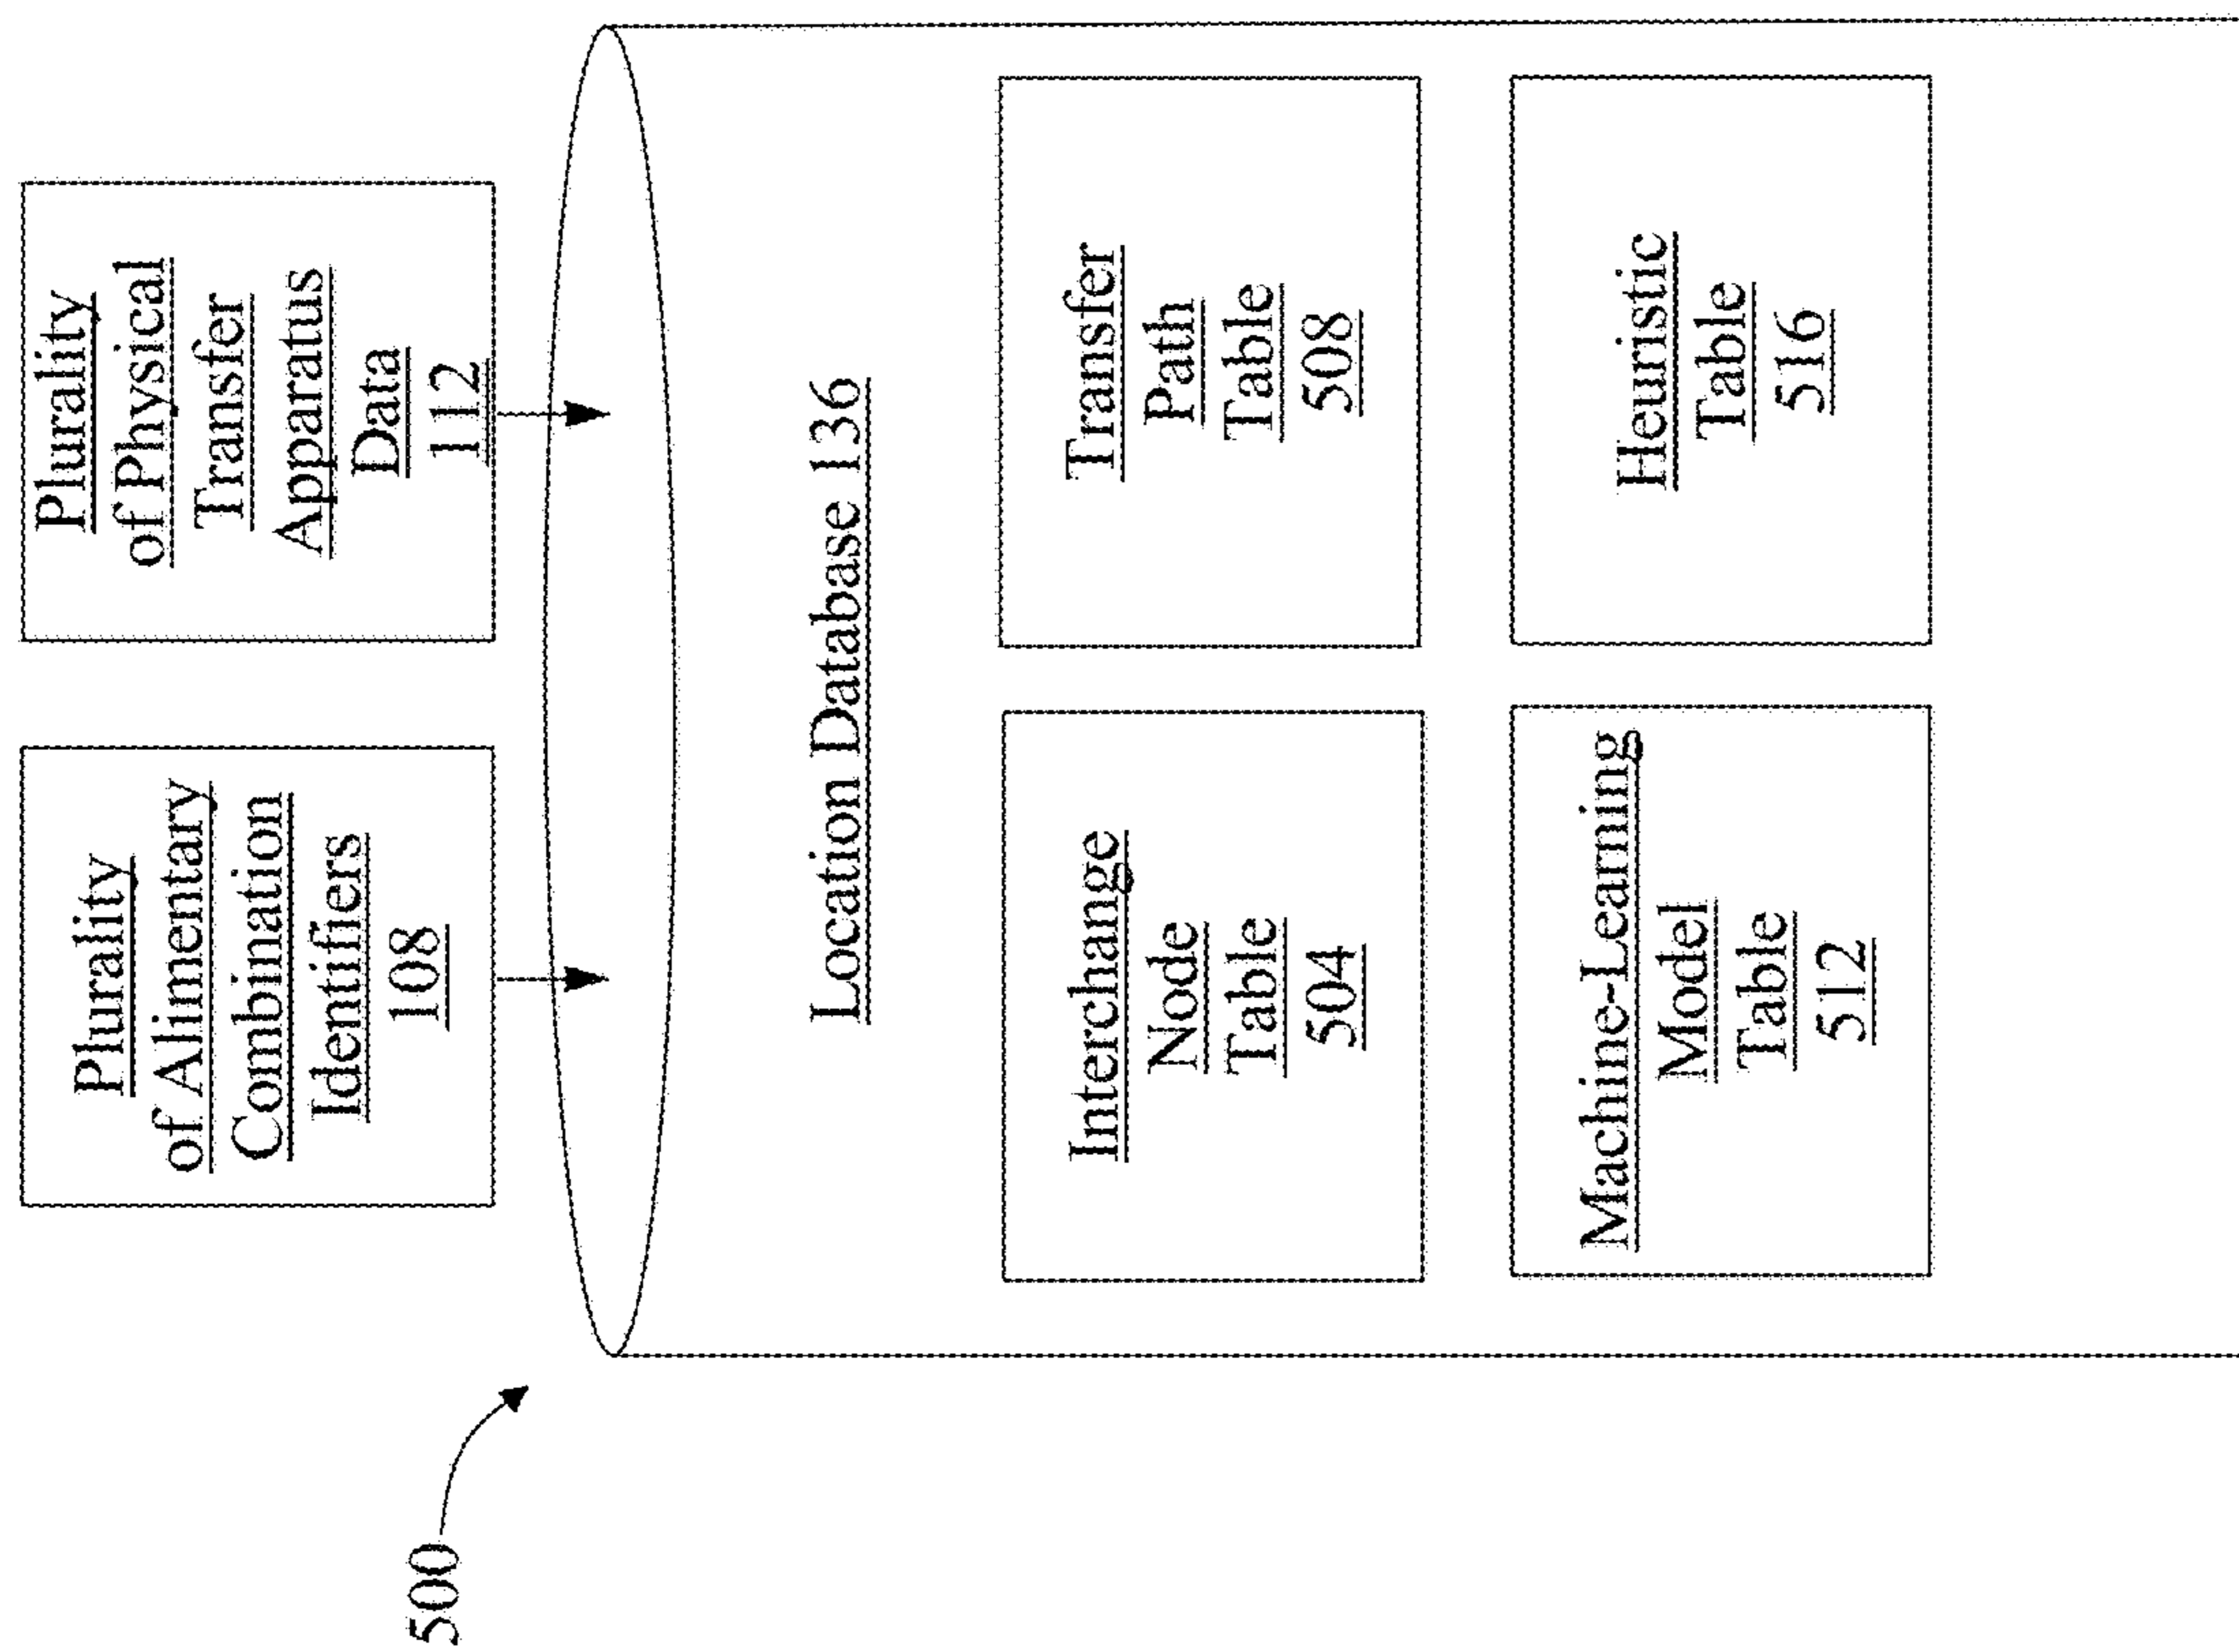 Plurality
of Alimentary
Combination
Identifiers
108
Plurality
of Physical
Transfer
Apparatus
Data
112
500
Location Database 136
Interchange
Node
Table
504
Transfer
Path
Table
508
Machine-Learning
Model
Table
512
Heuristic
Table
516